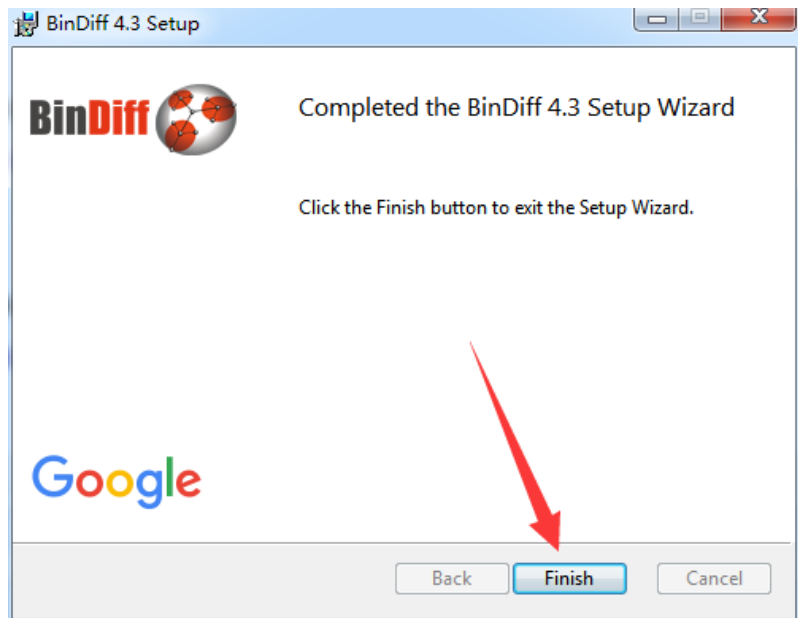 BinDiff 4.3 Setup
BinDiff
Completed the BinDiff 4.3 Setup Wizard
Click the Finish button to exit the Setup Wizard.
Google
Back Finish Cancel